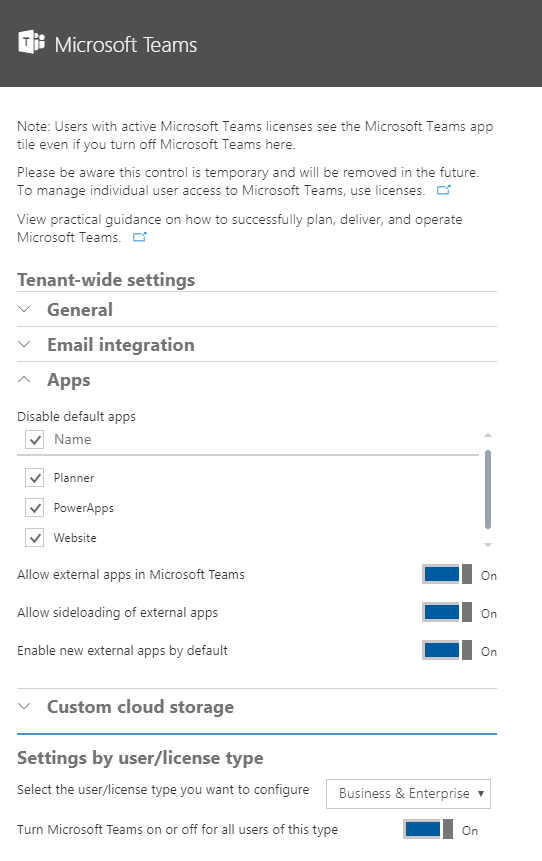 Microsoft Teams
Note: Users with active Microsoft Teams licenses see the Microsoft Teams app
tile even if you turn off Microsoft Teams here.
Please be aware this control is temporary and will be removed in the future.
To manage individual user access to Microsoft Teams, use licenses.
View practical guidance on how to successfully plan, deliver, and operate
Microsoft Teams.
Tenant-wide settings
General
Email integration
Apps
Disable default apps
Name
Planner
PowerApps
Website
Allow external apps in Microsoft Teams On
Allow sideloading of external apps On
Enable new external apps by default On
Custom cloud storage
Settings by user/license type
Select the user/license type you want to configure Business & Enterprise
Turn Microsoft Teams on or off for all users of this type On